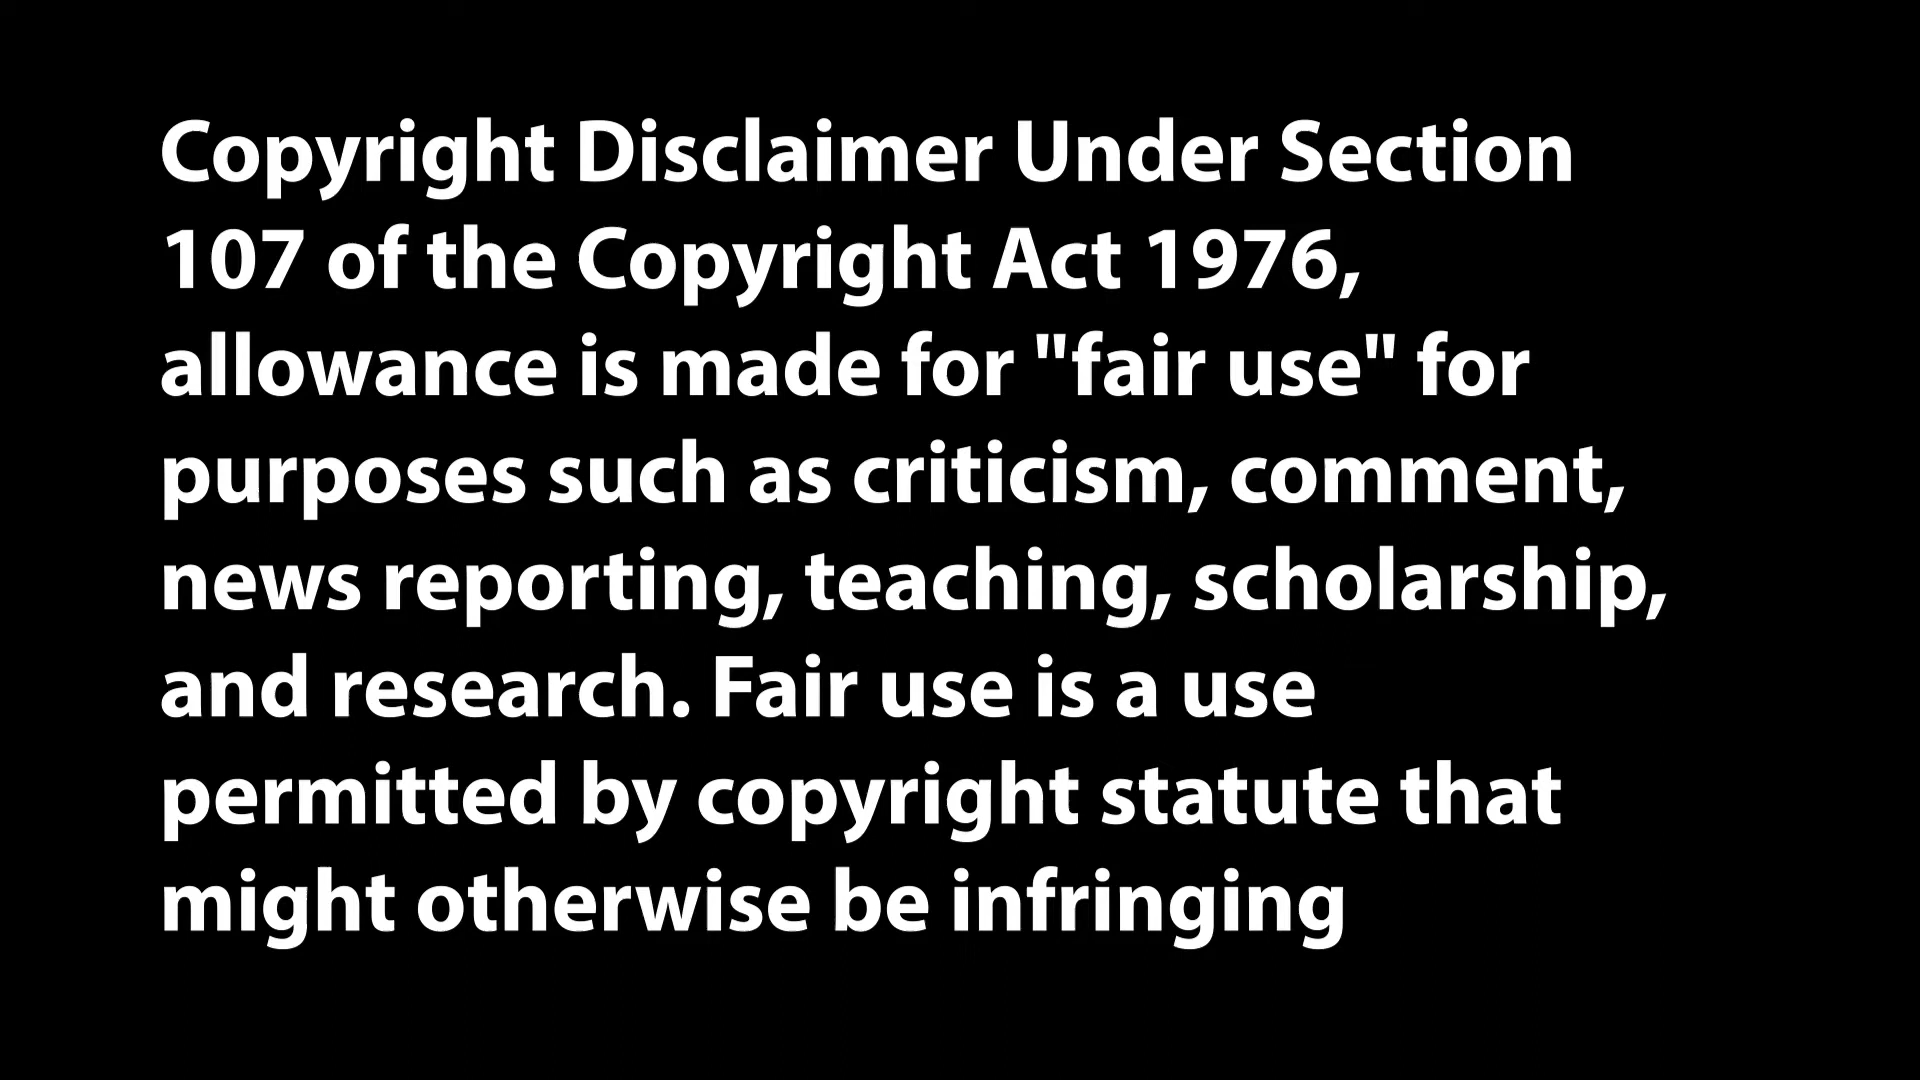 Copyright Disclaimer Under Section
107 of the Copyright Act 1976,
allowance is made for "fair use" for
purposes such as criticism, comment,
news reporting, teaching, scholarship,
and research. Fair use is a use
permitted by copyright statute that
might otherwise be infringing